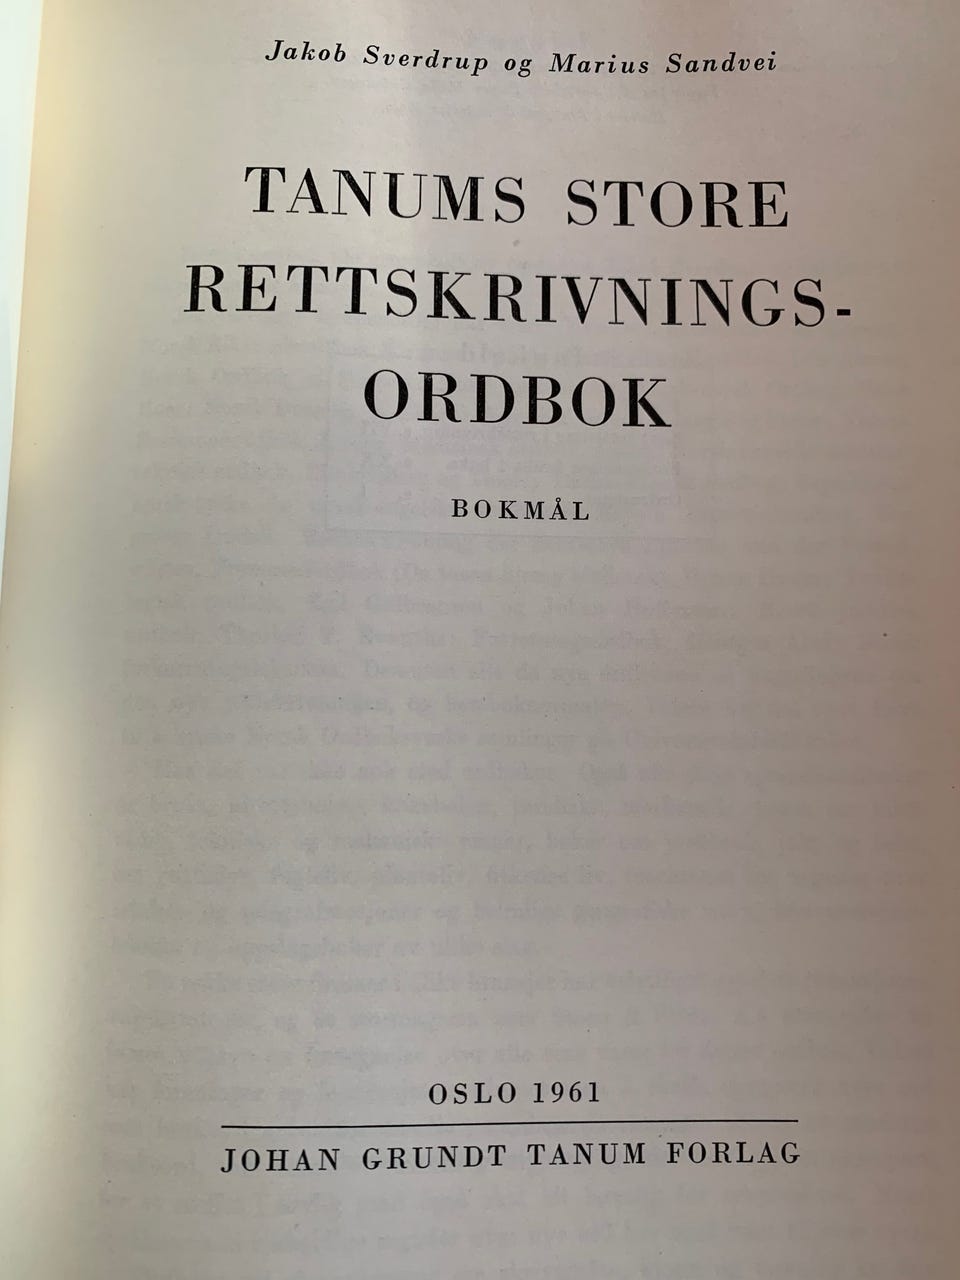 Jakob Sverdrup og Marius Sandvei
TANUMS STORE
RETTSKRIVNINGS-
ORDBOK
BOKMÅL
OSLO 1961
JOHAN GRUNDT TANUM FORLAG